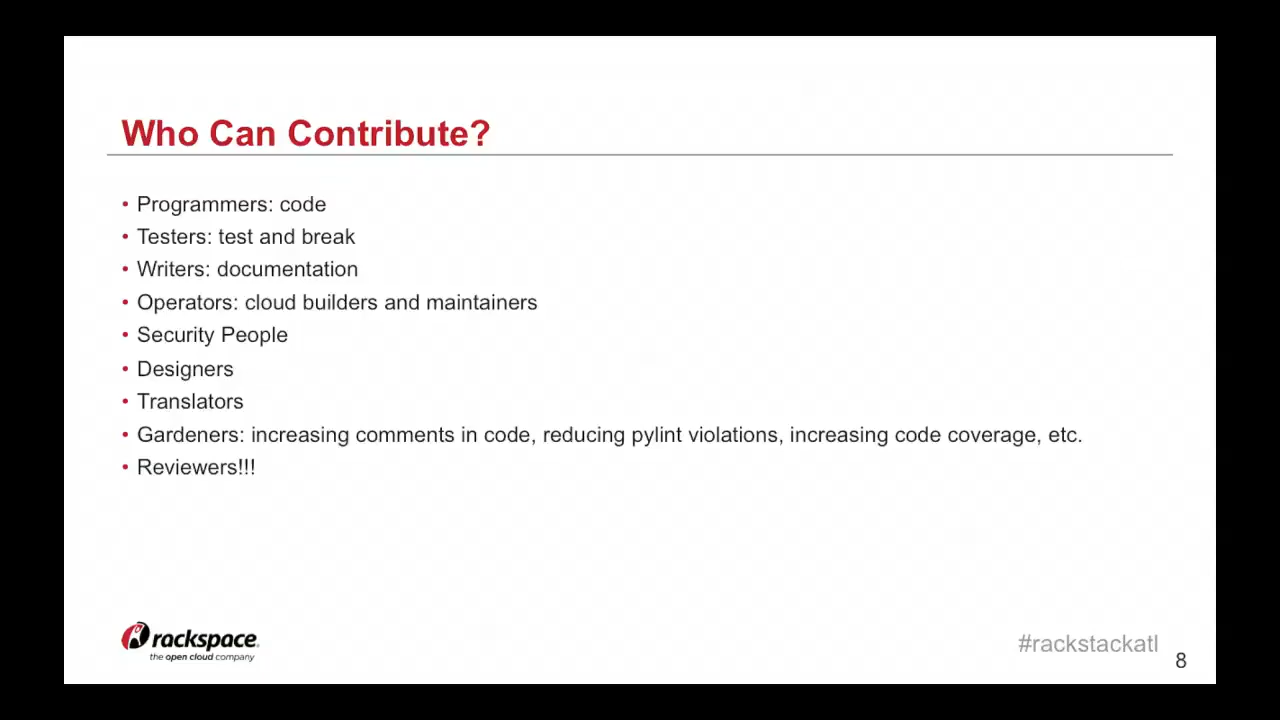 Who Can Contribute?
• Programmers: code
• Testers: test and break
• Writers: documentation
• Operators: cloud builders and maintainers
• Security People
• Designers
• Translators
• Gardeners: increasing comments in code, reducing pylint violations, increasing code coverage, etc.
• Reviewers!!!
rackspace.
the open cloud company
#rackstackatl
8